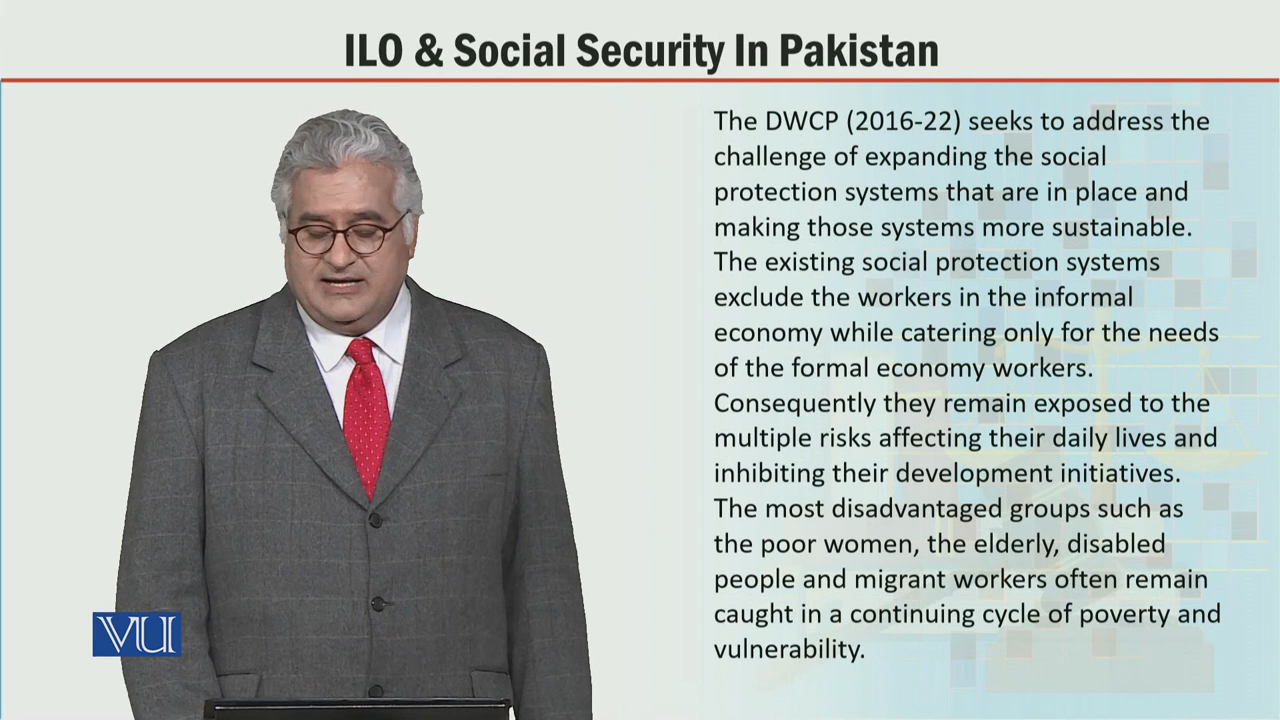 ILO & Social Security In Pakistan
The DWCP (2016-22) seeks to address the
challenge of expanding the social
protection systems that are in place and
making those systems more sustainable.
The existing social protection systems
exclude the workers in the informal
economy while catering only for the needs
of the formal economy workers.
Consequently they remain exposed to the
multiple risks affecting their daily lives and
inhibiting their development initiatives.
The most disadvantaged groups such as
the poor women, the elderly, disabled
people and migrant workers often remain
caught in a continuing cycle of poverty and
vulnerability.
VU